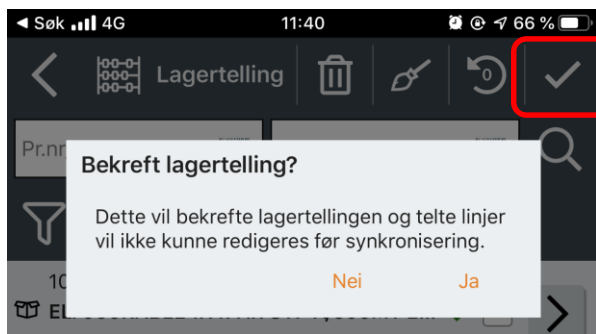 Søk 4G 11:40 66 %
Lagertelling 0
Pr.nr
Bekreft lagertelling?
Dette vil bekrefte lagertellingen og telte linjer
vil ikke kunne redigeres før synkronisering.
Nei Ja
10